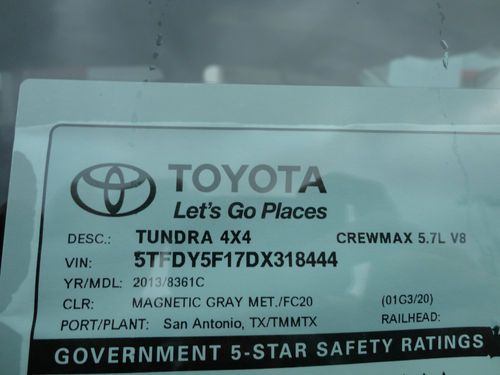 TOYOTA
Let's Go Places
DESC.: TUNDRA 4X4 CREWMAX 5.7L V8
VIN: 5TFDY5F17DX318444
YR/MDL: 2013/8361C
CLR: MAGNETIC GRAY MET./FC20 (01G3/20)
PORT/PLANT: San Antonio, TX/TMMTX RAILHEAD:
GOVERNMENT 5-STAR SAFETY RATINGS